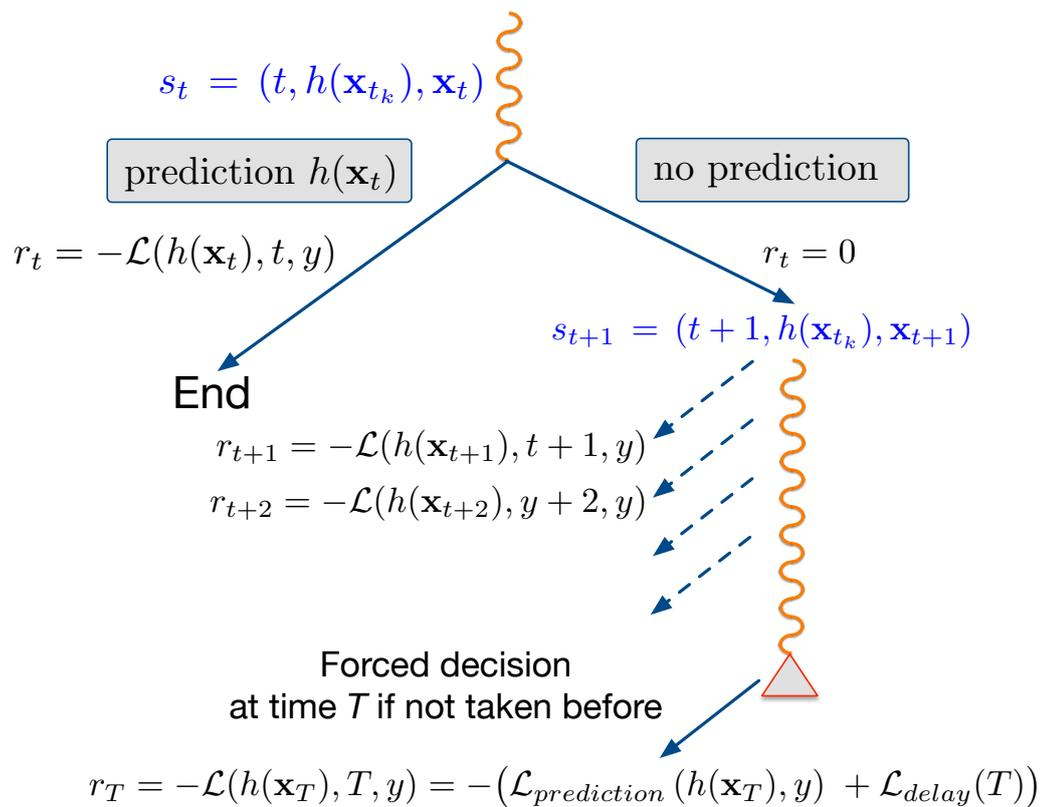 s_t = (t, h(𝐱_{t_k}), 𝐱_t)
prediction h(𝐱_t)
no prediction
r_t = −ℒ(h(𝐱_t), t, y)
r_t = 0
s_{t+1} = (t + 1, h(𝐱_{t_k}), 𝐱_{t+1})
End
r_{t+1} = −ℒ(h(𝐱_{t+1}), t + 1, y)
r_{t+2} = −ℒ(h(𝐱_{t+2}), y + 2, y)
Forced decision
at time T if not taken before
r_T = −ℒ(h(𝐱_T), T, y) = −(ℒ_{prediction} (h(𝐱_T), y) + ℒ_{delay}(T))